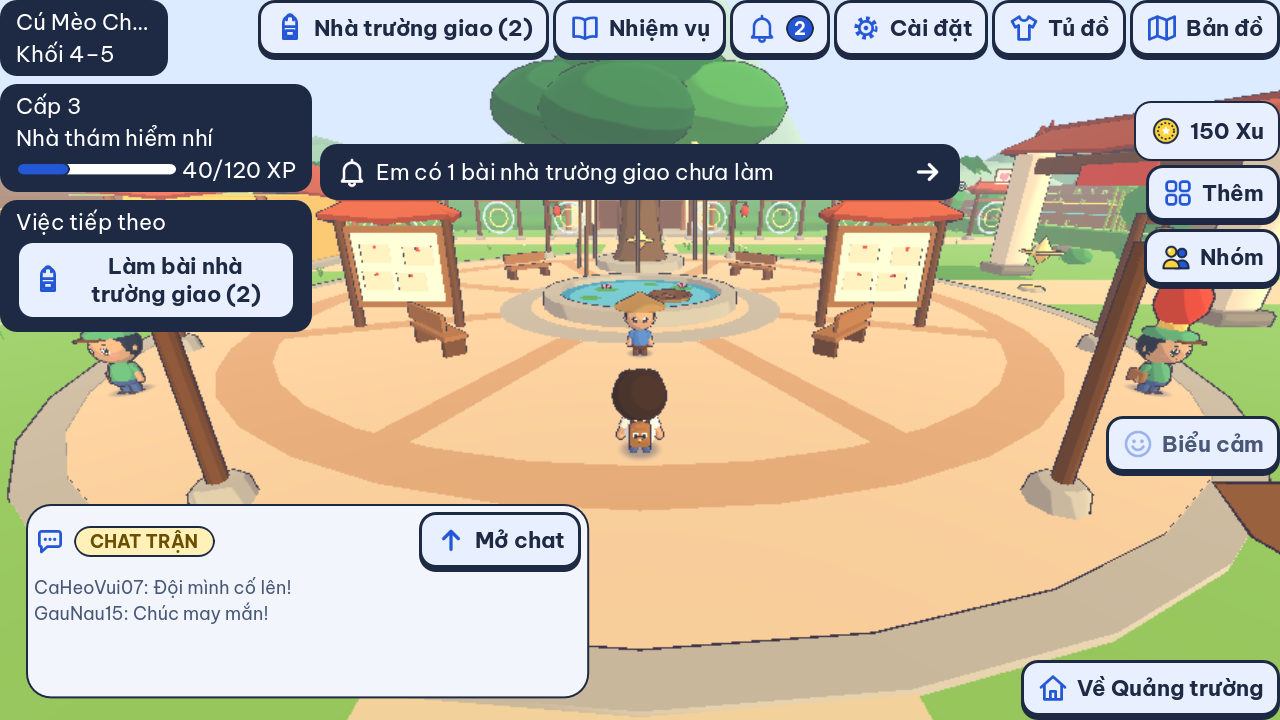 Cú Mèo Ch...
Khối 4–5
Nhà trường giao (2)
Nhiệm vụ
2
Cài đặt
Tủ đồ
Bản đồ
Cấp 3
Nhà thám hiểm nhí
40/120 XP
150 Xu
Em có 1 bài nhà trường giao chưa làm
Thêm
Việc tiếp theo
Làm bài nhà
trường giao (2)
Nhóm
Biểu cảm
CHAT TRẬN
Mở chat
CaHeoVui07: Đội mình cố lên!
GauNau15: Chúc may mắn!
Về Quảng trường